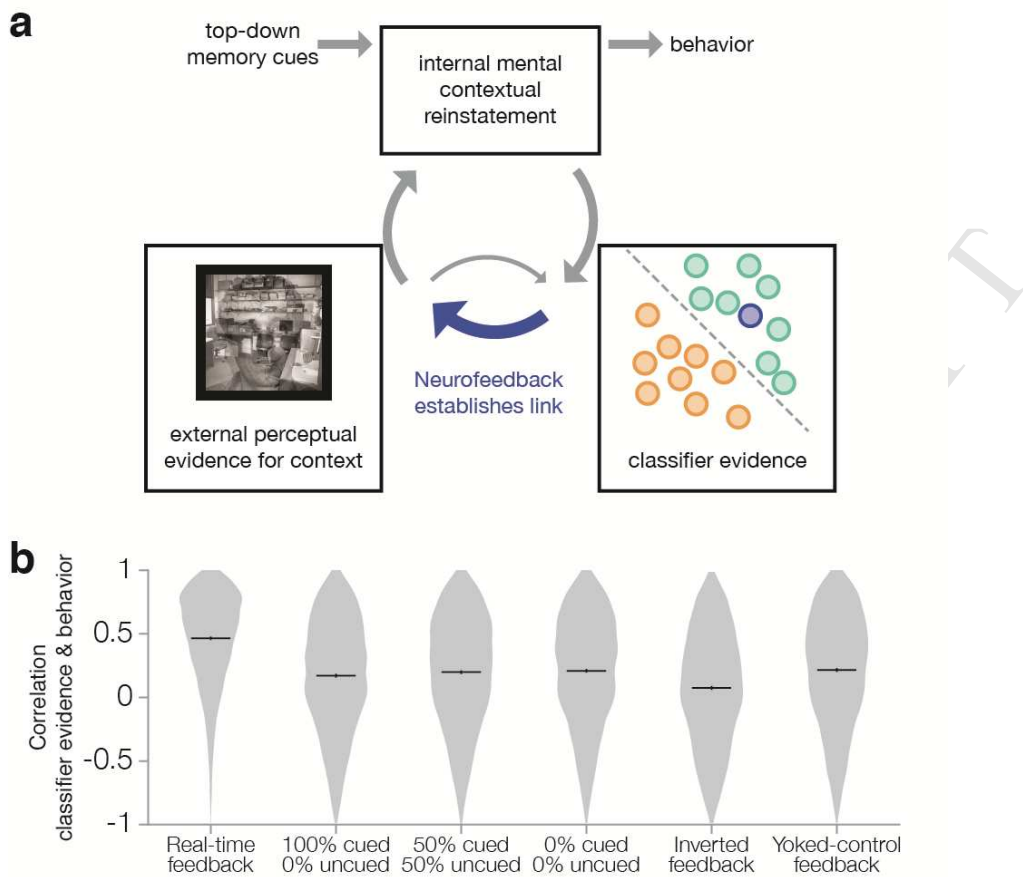 a
top-down
memory cues
internal mental
contextual
reinstatement
behavior
Neurofeedback
establishes link
external perceptual
evidence for context
classifier evidence
b
Correlation
classifier evidence & behavior
1
0.5
0
-0.5
-1
Real-time
feedback
100% cued
0% uncued
50% cued
50% uncued
0% cued
0% uncued
Inverted
feedback
Yoked-control
feedback
T